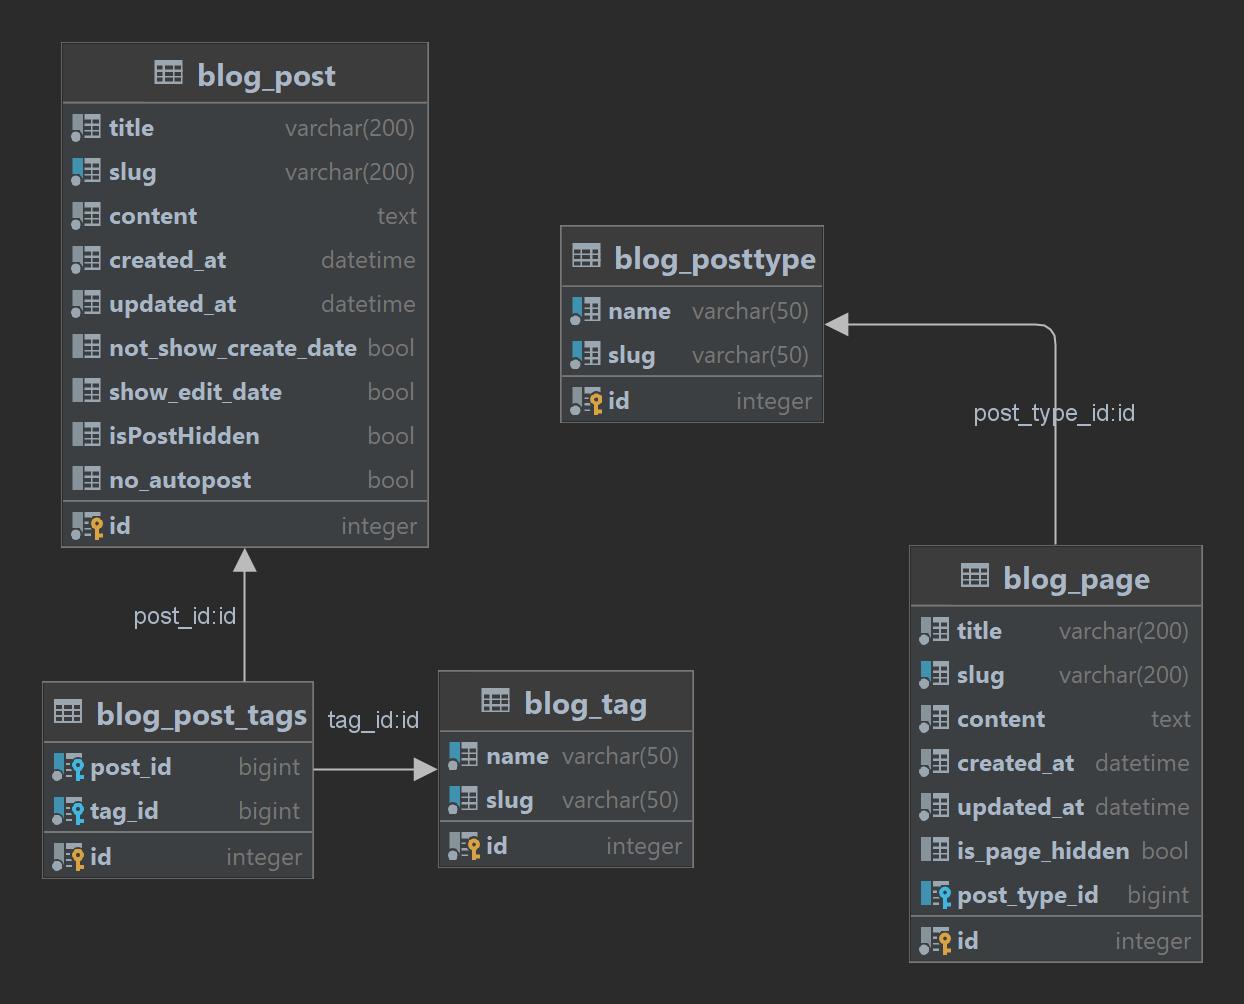 blog_post
title varchar(200)
slug varchar(200)
content text
created_at datetime
updated_at datetime
not_show_create_date bool
show_edit_date bool
isPostHidden bool
no_autopost bool
id integer
blog_posttype
name varchar(50)
slug varchar(50)
id integer
post_type_id:id
post_id:id
blog_post_tags
post_id bigint
tag_id bigint
id integer
tag_id:id
blog_tag
name varchar(50)
slug varchar(50)
id integer
blog_page
title varchar(200)
slug varchar(200)
content text
created_at datetime
updated_at datetime
is_page_hidden bool
post_type_id bigint
id integer